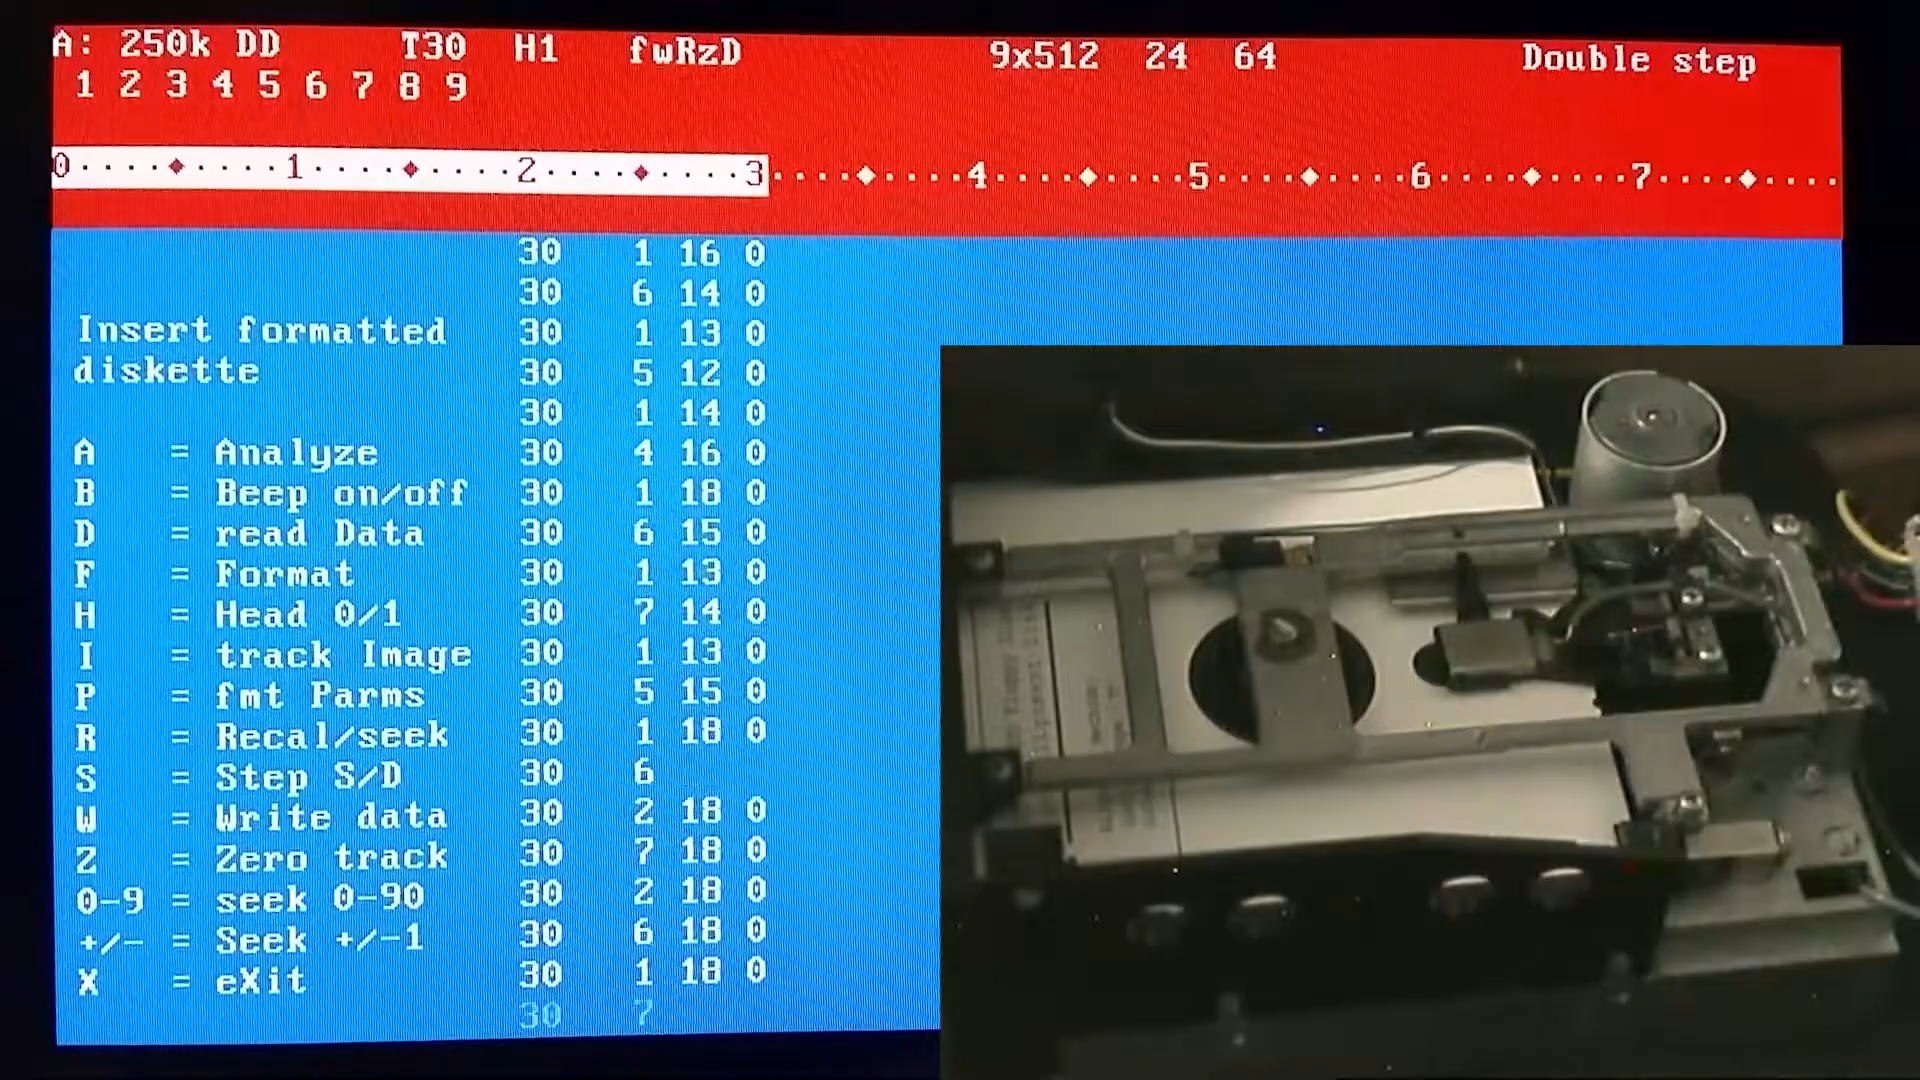 A: 250k DD T30 H1 fwRzD 9x512 24 64 Double step
1 2 3 4 5 6 7 8 9
0····♦····1····♦····2····♦····3····♦····4····♦····5····♦····6····♦····7····♦····
30 1 16 0
30 6 14 0
Insert formatted 30 1 13 0
diskette 30 5 12 0
30 1 14 0
A = Analyze 30 4 16 0
B = Beep on/off 30 1 18 0
D = read Data 30 6 15 0
F = Format 30 1 13 0
H = Head 0/1 30 7 14 0
I = track Image 30 1 13 0
P = fmt Parms 30 5 15 0
R = Recal/seek 30 1 18 0
S = Step S/D 30 6
W = Write data 30 2 18 0
Z = Zero track 30 7 18 0
0-9 = seek 0-90 30 2 18 0
+/- = Seek +/-1 30 6 18 0
X = eXit 30 1 18 0
30 7